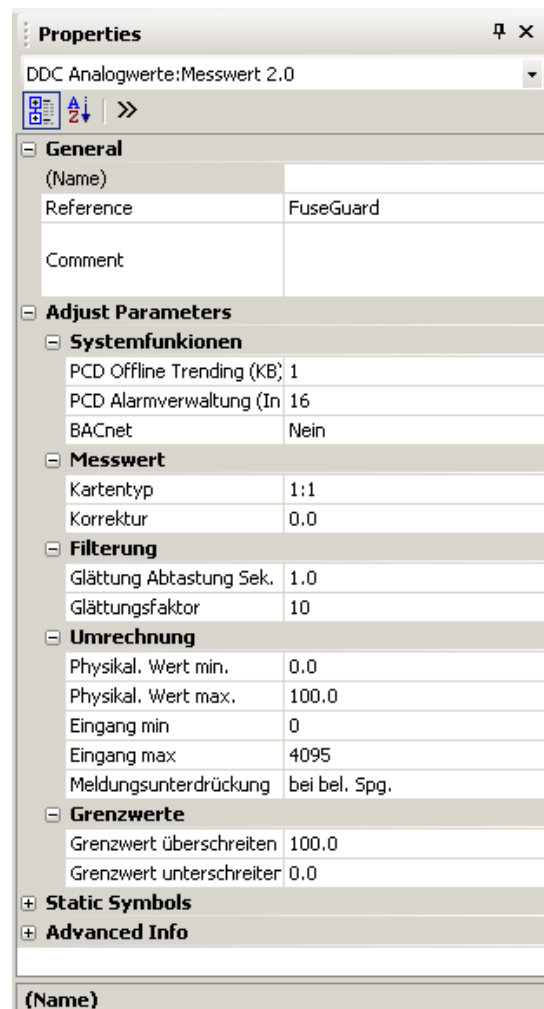 Properties
DDC Analogwerte:Messwert 2.0
General
(Name)
Reference FuseGuard
Comment
Adjust Parameters
Systemfunkionen
PCD Offline Trending (KB) 1
PCD Alarmverwaltung (In 16
BACnet Nein
Messwert
Kartentyp 1:1
Korrektur 0.0
Filterung
Glättung Abtastung Sek. 1.0
Glättungsfaktor 10
Umrechnung
Physikal. Wert min. 0.0
Physikal. Wert max. 100.0
Eingang min 0
Eingang max 4095
Meldungsunterdrückung bei bel. Spg.
Grenzwerte
Grenzwert überschreiten 100.0
Grenzwert unterschreiter 0.0
Static Symbols
Advanced Info
(Name)